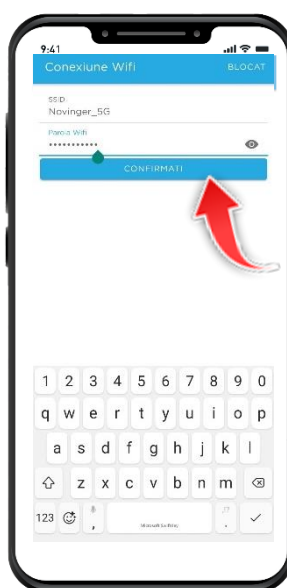 9:41
Conexiune Wifi BLOCAT
SSID
Novinger_5G
Parola Wifi
•••••••••••
CONFIRMATI
1 2 3 4 5 6 7 8 9 0
q w e r t y u i o p
a s d f g h j k l
z x c v b n m
123 , .